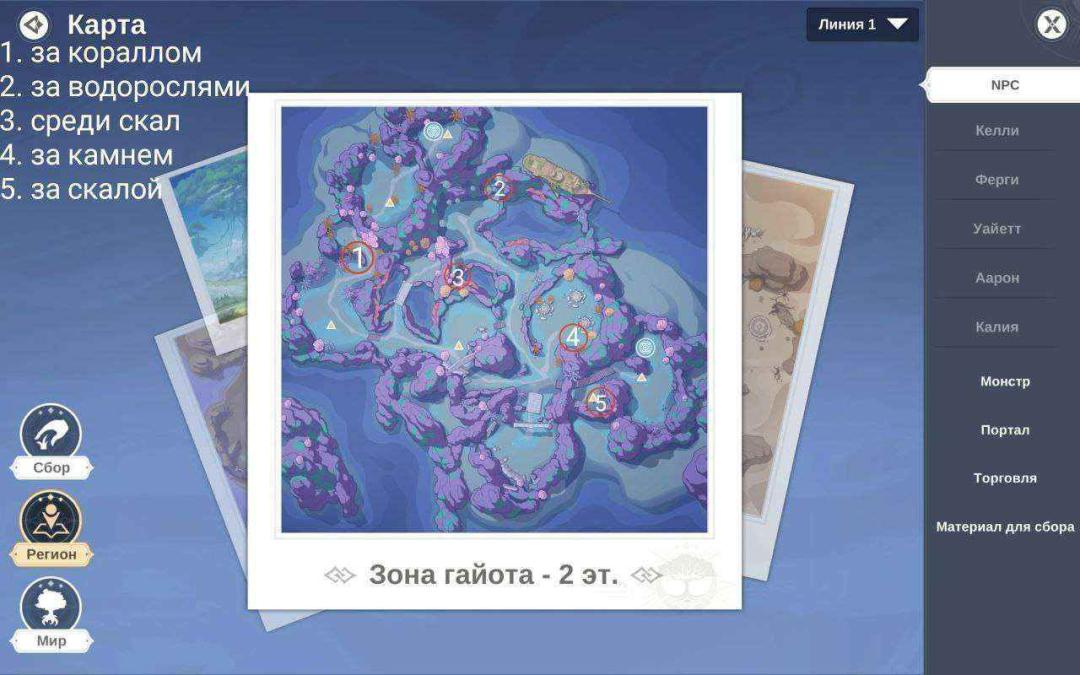 Карта
1. за кораллом
2. за водорослями
3. среди скал
4. за камнем
5. за скалой
Линия 1
NPC
Келли
Ферги
Уайетт
Аарон
Калия
Монстр
Портал
Торговля
Материал для сбора
1
2
3
4
5
Зона гайота - 2 эт.
Сбор
Регион
Мир